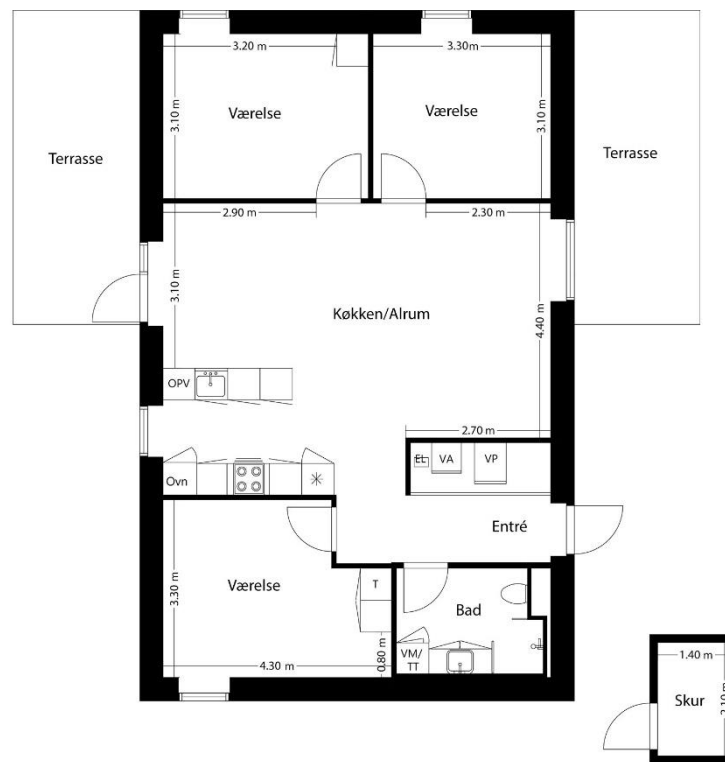 3.20 m
3.30m
Værelse
3.10 m
Værelse
3.10 m
Terrasse
Terrasse
2.90 m
2.30 m
3.10 m
Køkken/Alrum
4.40 m
OPV
2.70 m
EL
VA
VP
Ovn
Entré
Værelse
T
3.30 m
Bad
VM/
TT
0.80 m
4.30 m
1.40 m
Skur
2.10 m